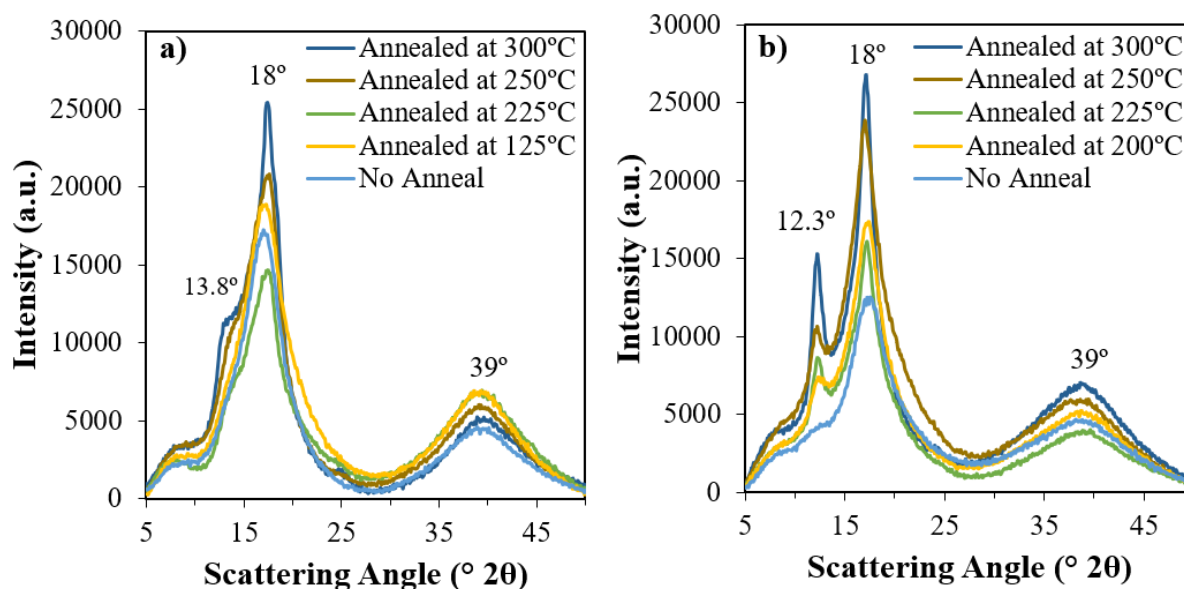 a)
Annealed at 300ºC
Annealed at 250ºC
Annealed at 225ºC
Annealed at 125ºC
No Anneal
18º
13.8º
39º
30000
25000
20000
15000
10000
5000
0
5 15 25 35 45
Intensity (a.u.)
Scattering Angle (° 2θ)
b)
Annealed at 300ºC
Annealed at 250ºC
Annealed at 225ºC
Annealed at 200ºC
No Anneal
18º
12.3º
39º
30000
25000
20000
15000
10000
5000
0
5 15 25 35 45
Intensity (a.u.)
Scattering Angle (° 2θ)